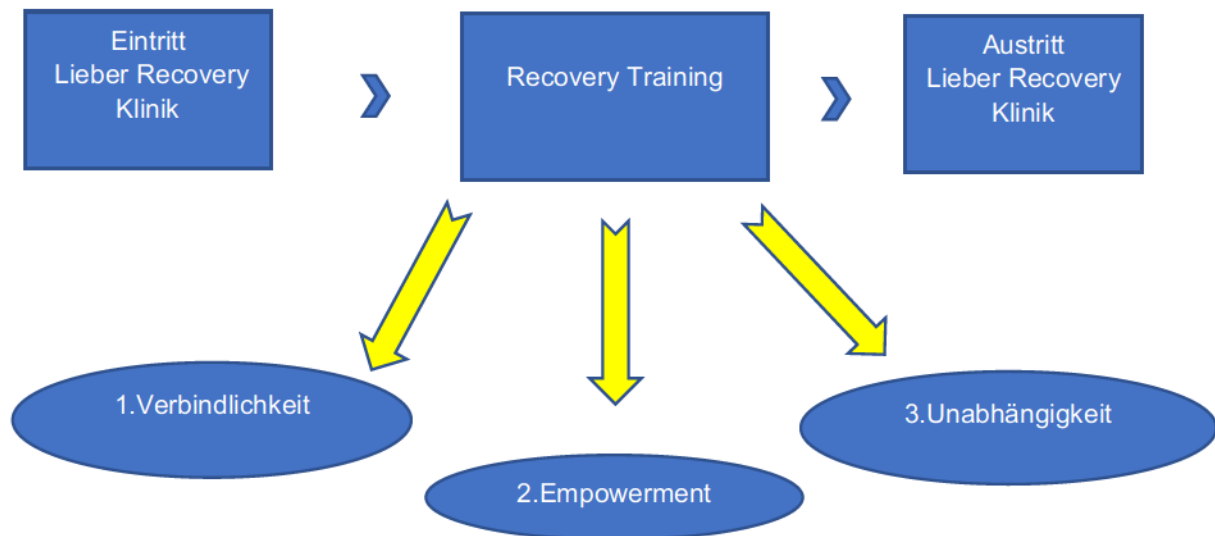 Eintritt
Lieber Recovery
Klinik
Recovery Training
Austritt
Lieber Recovery
Klinik
1.Verbindlichkeit
2.Empowerment
3.Unabhängigkeit